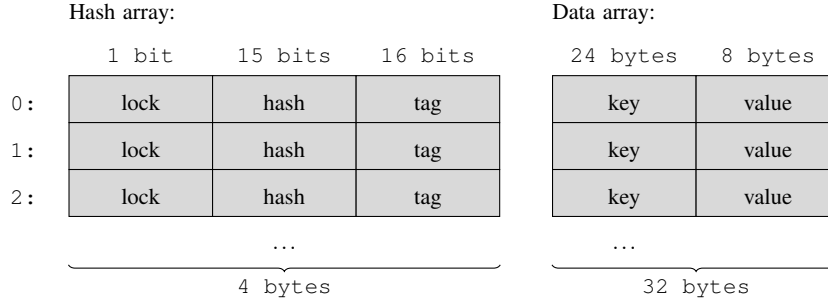 Hash array: Data array:
1 bit 15 bits 16 bits 24 bytes 8 bytes
0: lock hash tag key value
1: lock hash tag key value
2: lock hash tag key value
... ...
4 bytes 32 bytes